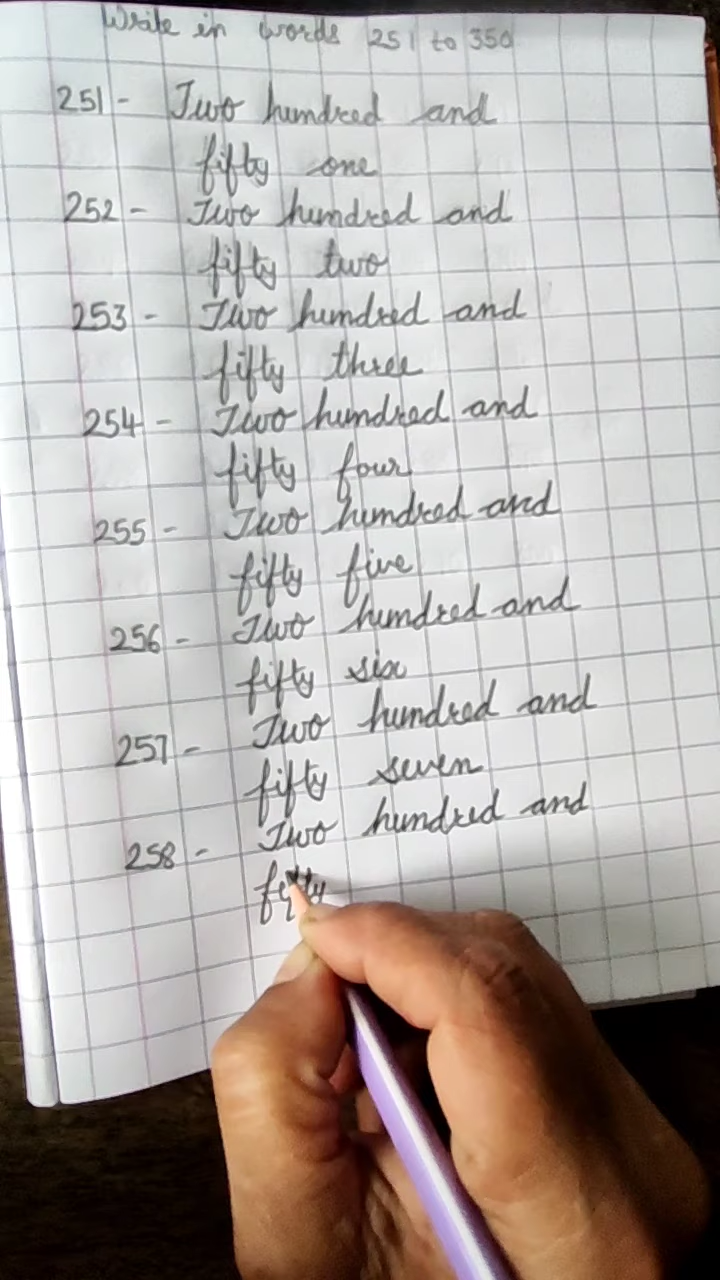 Write in words 251 to 350
251 - Two hundred and
fifty one
252 - Two hundred and
fifty two
253 - Two hundred and
fifty three
254 - Two hundred and
fifty four
255 - Two hundred and
fifty five
256 - Two hundred and
fifty six
257 - Two hundred and
fifty seven
258 - Two hundred and
fifty